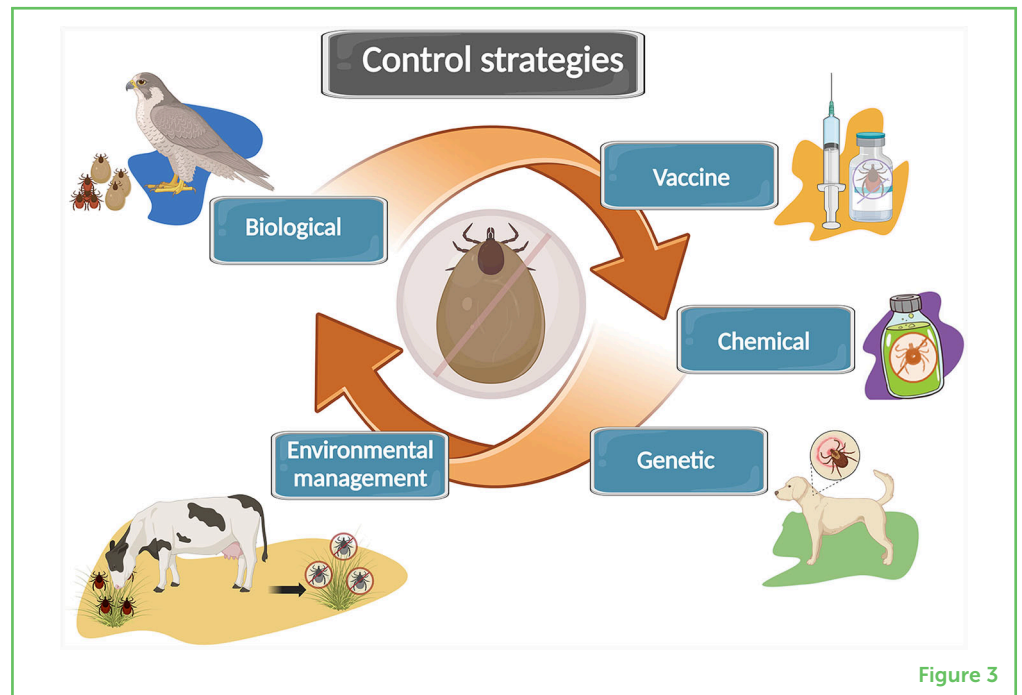 Control strategies
Biological
Vaccine
Chemical
Environmental
management
Genetic
Figure 3